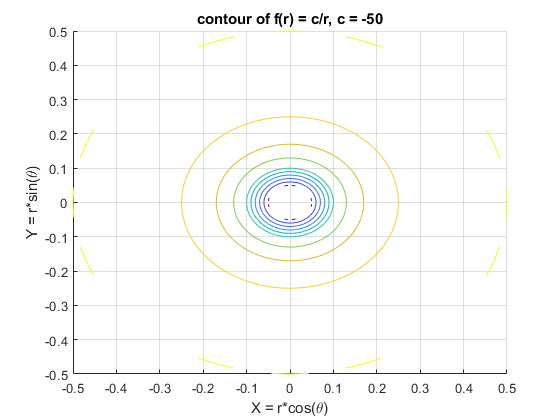 contour of f(r) = c/r, c = -50
0.5
0.4
0.3
0.2
0.1
0
-0.1
-0.2
-0.3
-0.4
-0.5
Y = r*sin(θ)
-0.5 -0.4 -0.3 -0.2 -0.1 0 0.1 0.2 0.3 0.4 0.5
X = r*cos(θ)